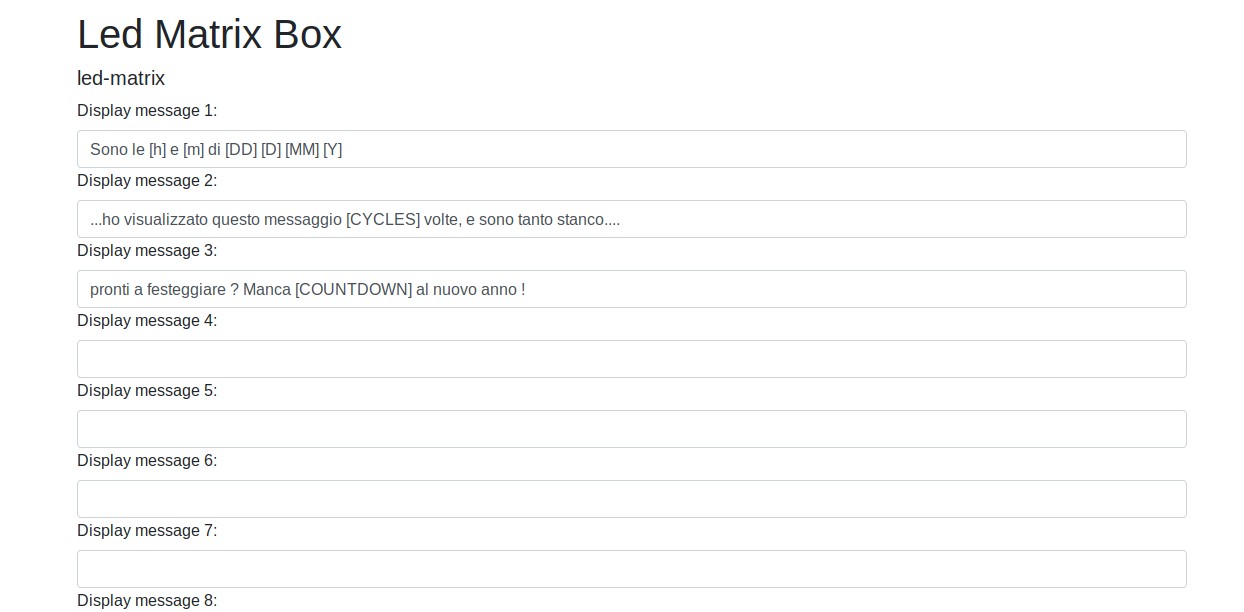 Led Matrix Box
led-matrix
Display message 1:
Sono le [h] e [m] di [DD] [D] [MM] [Y]
Display message 2:
...ho visualizzato questo messaggio [CYCLES] volte, e sono tanto stanco....
Display message 3:
pronti a festeggiare ? Manca [COUNTDOWN] al nuovo anno !
Display message 4:
Display message 5:
Display message 6:
Display message 7:
Display message 8: